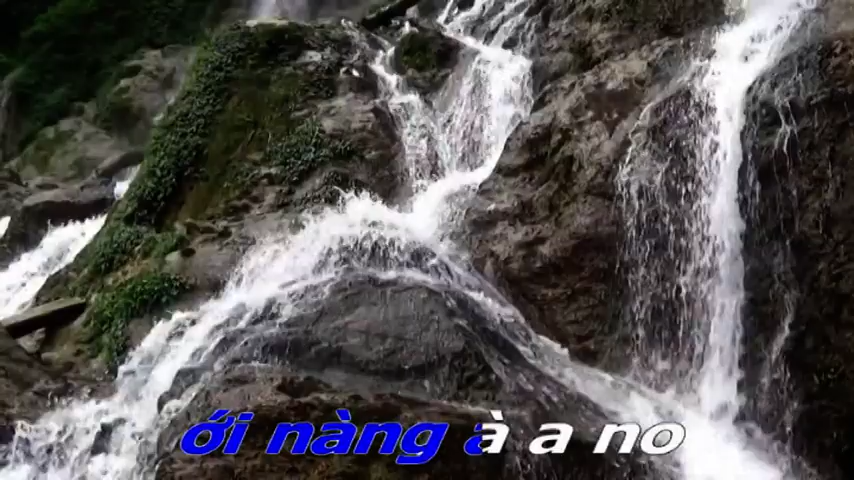 ới nàng à à a no